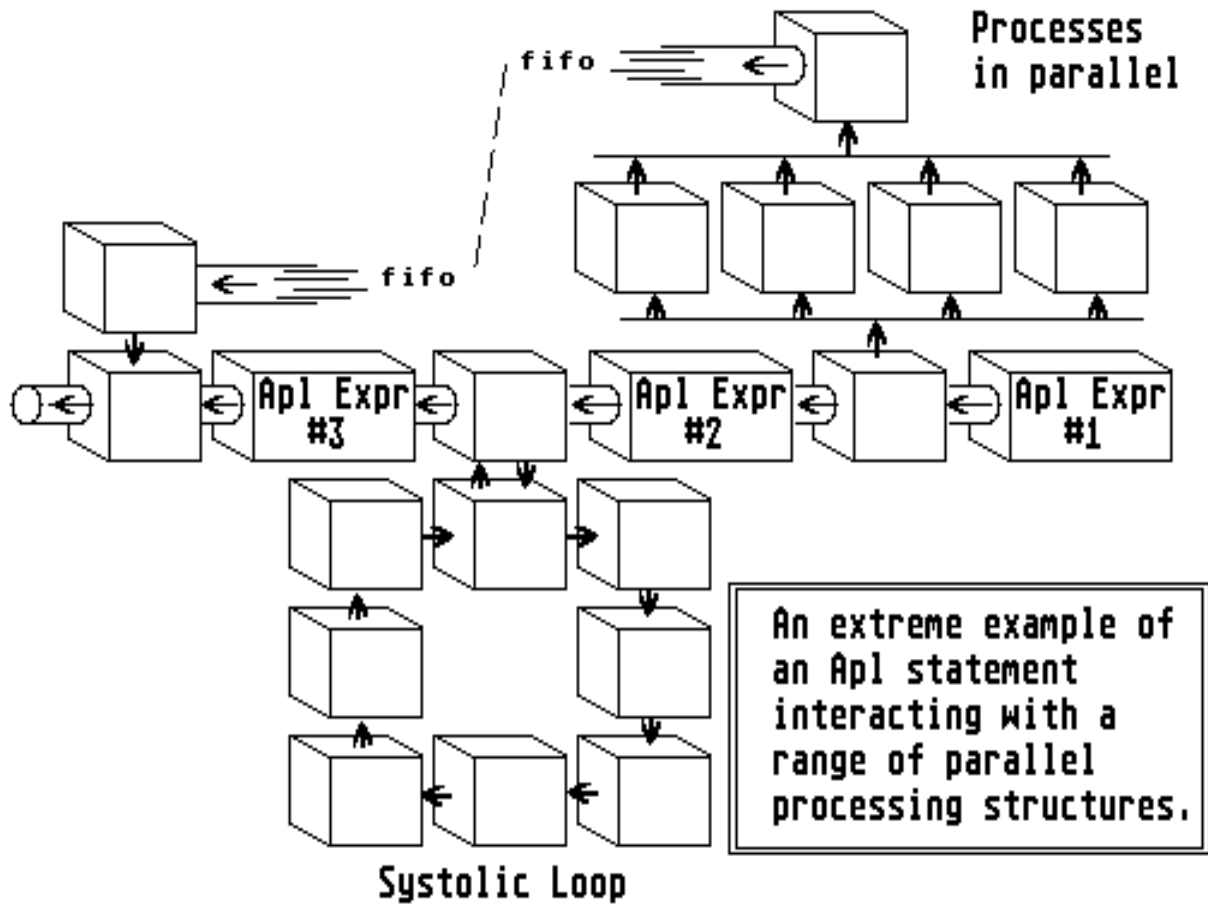 Processes
in parallel
fifo
fifo
Apl Expr
#3
Apl Expr
#2
Apl Expr
#1
An extreme example of
an Apl statement
interacting with a
range of parallel
processing structures.
Systolic Loop